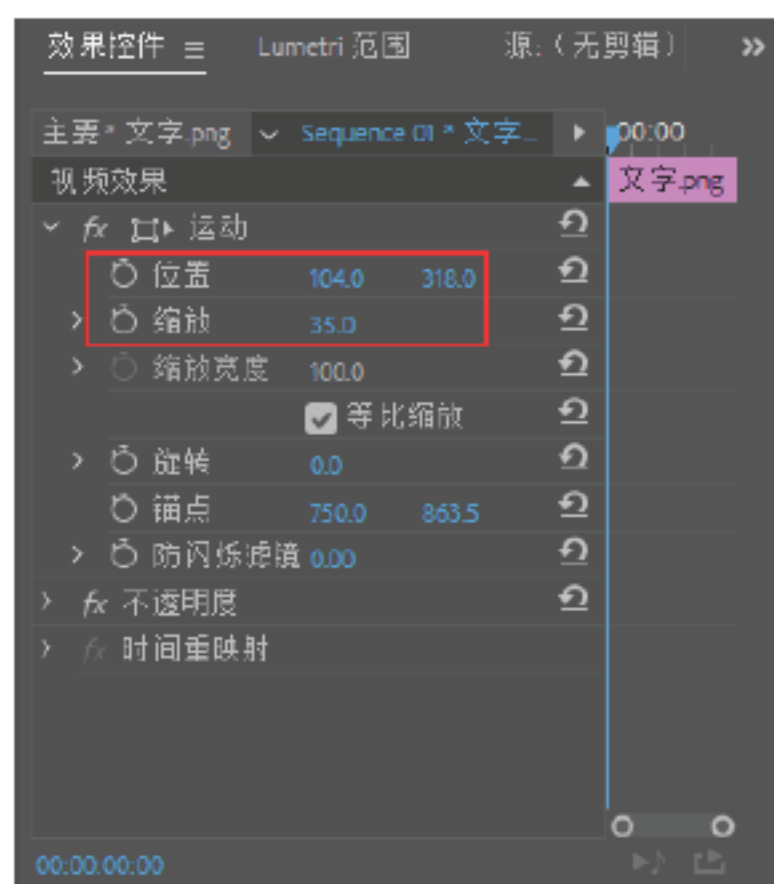 效果控件 Lumetri 范围 源:（无剪辑）
主要* 文字.png Sequence 01 * 文字... 00:00
视频效果 文字.png
fx 运动
位置 104.0 318.0
缩放 35.0
缩放宽度 100.0
等比缩放
旋转 0.0
锚点 750.0 863.5
防闪烁滤镜 0.00
fx 不透明度
fx 时间重映射
00:00:00:00